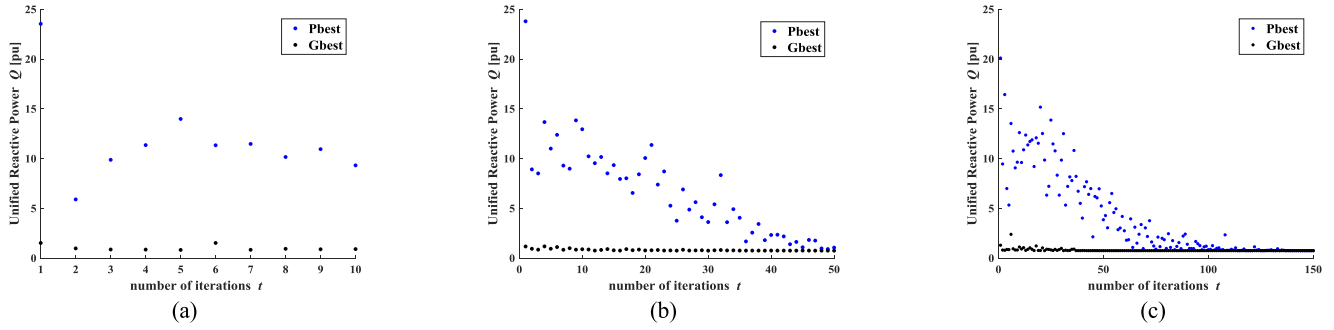 25
20
15
10
5
0
Unified Reactive Power Q [pu]
Pbest
Gbest
1 2 3 4 5 6 7 8 9 10
number of iterations t
(a)
25
20
15
10
5
0
Unified Reactive Power Q [pu]
Pbest
Gbest
0 10 20 30 40 50
number of iterations t
(b)
25
20
15
10
5
0
Unified Reactive Power Q [pu]
Pbest
Gbest
0 50 100 150
number of iterations t
(c)